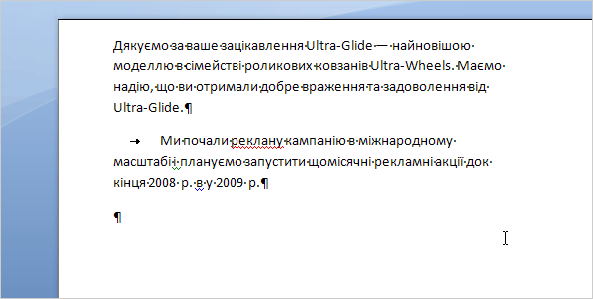 Дякуємо за ваше зацікавлення Ultra-Glide — найновішою
моделлю в сімействі роликових ковзанів Ultra-Wheels. Маємо
надію, що ви отримали добре враження та задоволення від
Ultra-Glide.¶
→ Ми почали реклану кампанію в міжнародному
масштабі і плануємо запустити щомісячні рекламні акції док
кінця 2008 р. в у 2009 р.¶
¶